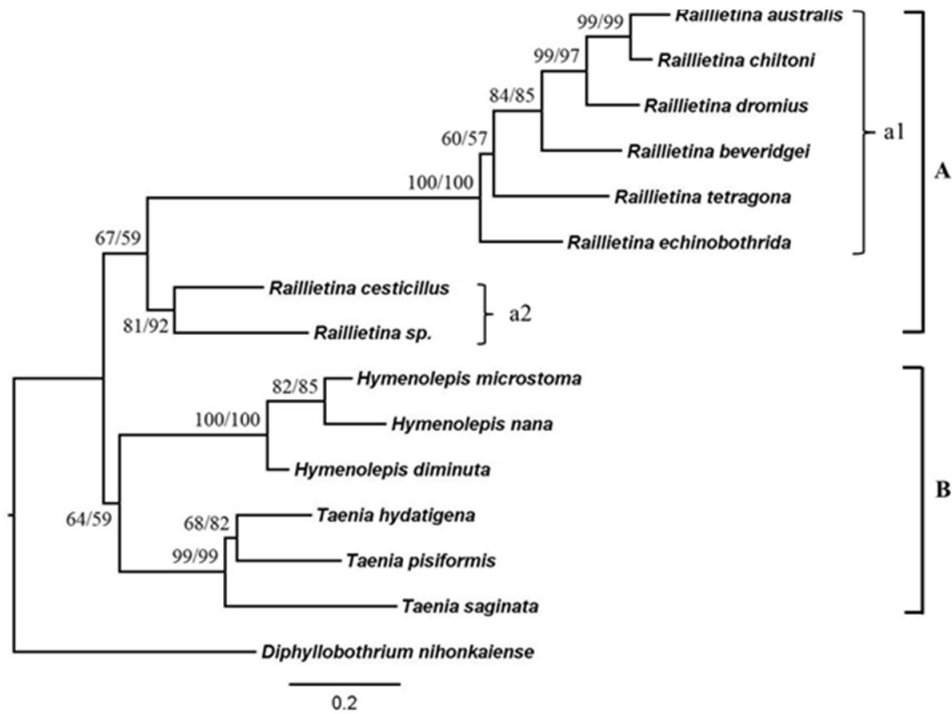 Raillietina australis
99/99
Raillietina chiltoni
99/97
Raillietina dromius
84/85
a1
60/57
Raillietina beveridgei
A
100/100
Raillietina tetragona
67/59
Raillietina echinobothrida
Raillietina cesticillus
a2
81/92
Raillietina sp.
Hymenolepis microstoma
82/85
100/100
Hymenolepis nana
Hymenolepis diminuta
B
64/59
68/82
Taenia hydatigena
99/99
Taenia pisiformis
Taenia saginata
Diphyllobothrium nihonkaiense
0.2